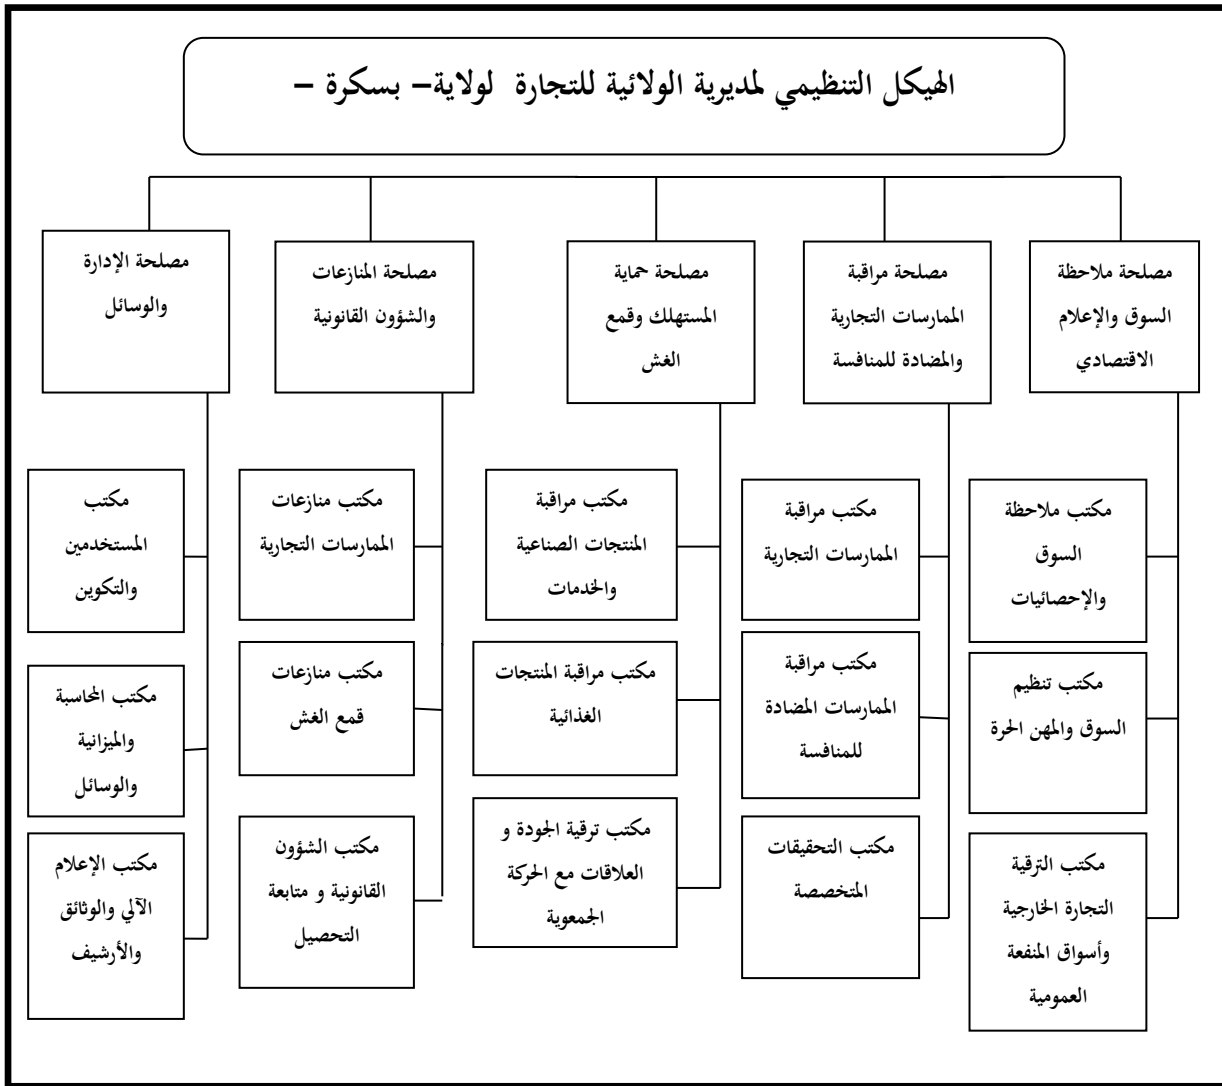 الهيكل التنظيمي لمديرية الولائية للتجارة لولاية– بسكرة –
مصلحة ملاحظة
السوق والإعلام
الاقتصادي
مصلحة مراقبة
الممارسات التجارية
والمضادة للمنافسة
مصلحة حماية
المستهلك وقمع
الغش
مصلحة المنازعات
والشؤون القانونية
مصلحة الإدارة
والوسائل
مكتب ملاحظة
السوق
والإحصائيات
مكتب مراقبة
الممارسات التجارية
مكتب مراقبة
المنتجات الصناعية
والخدمات
مكتب منازعات
الممارسات التجارية
مكتب
المستخدمين
والتكوين
مكتب تنظيم
السوق والمهن الحرة
مكتب مراقبة
الممارسات المضادة
للمنافسة
مكتب مراقبة المنتجات
الغذائية
مكتب منازعات
قمع الغش
مكتب المحاسبة
والميزانية
والوسائل
مكتب الترقية
التجارة الخارجية
وأسواق المنفعة
العمومية
مكتب التحقيقات
المتخصصة
مكتب ترقية الجودة و
العلاقات مع الحركة
الجمعوية
مكتب الشؤون
القانونية و متابعة
التحصيل
مكتب الإعلام
الآلي والوثائق
والأرشيف